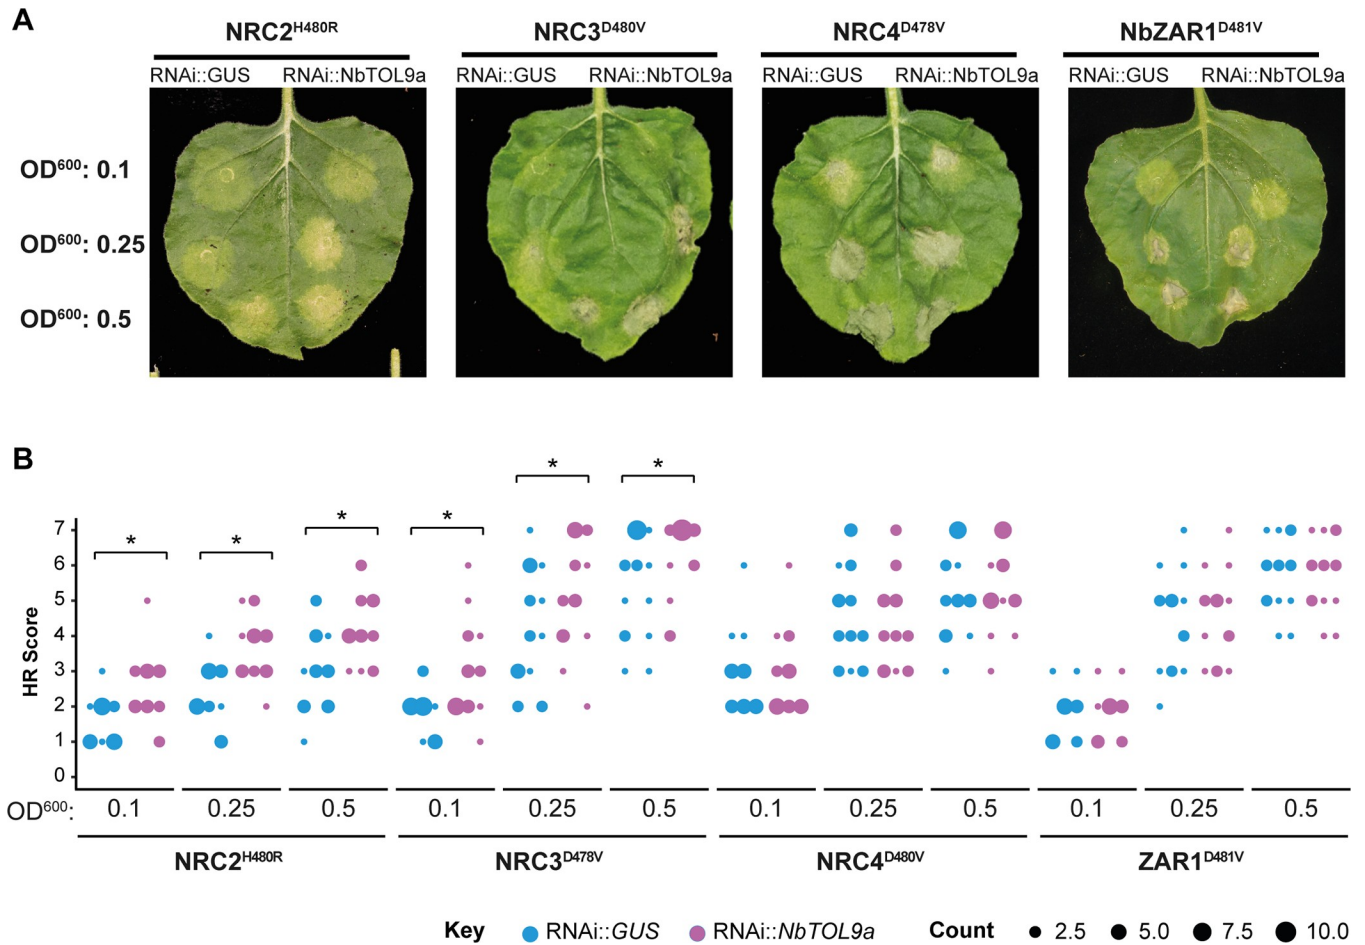 A
NRC2H480R NRC3D480V NRC4D478V NbZAR1D481V
RNAi::GUS RNAi::NbTOL9a RNAi::GUS RNAi::NbTOL9a RNAi::GUS RNAi::NbTOL9a RNAi::GUS RNAi::NbTOL9a
OD600: 0.1
OD600: 0.25
OD600: 0.5
B
* *
* * * *
HR Score
7
6
5
4
3
2
1
0
OD600: 0.1 0.25 0.5 0.1 0.25 0.5 0.1 0.25 0.5 0.1 0.25 0.5
NRC2H480R NRC3D478V NRC4D480V ZAR1D481V
Key RNAi::GUS RNAi::NbTOL9a Count 2.5 5.0 7.5 10.0